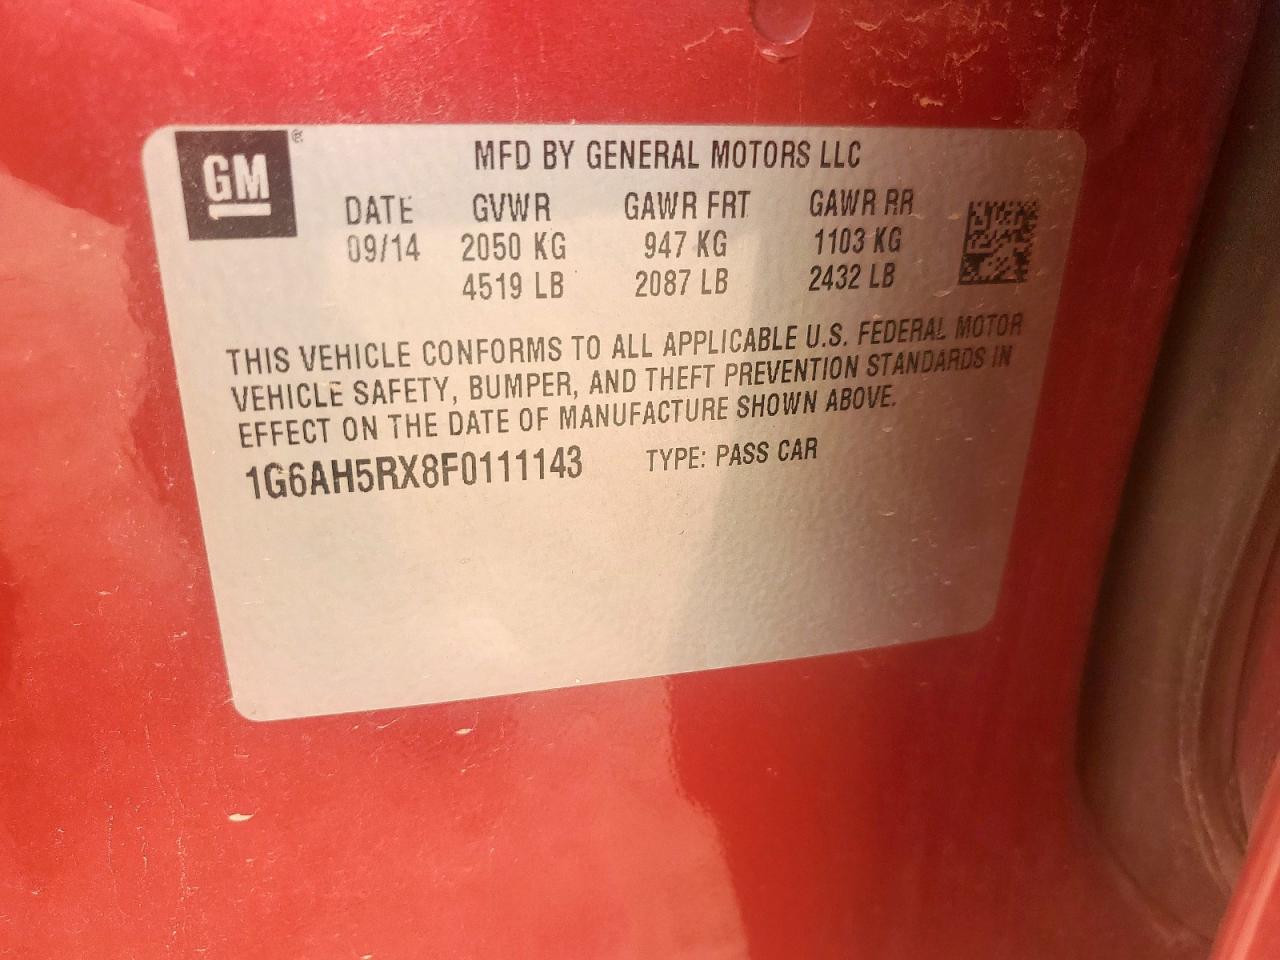 GM ®
MFD BY GENERAL MOTORS LLC
DATE GVWR GAWR FRT GAWR RR
09/14 2050 KG 947 KG 1103 KG
4519 LB 2087 LB 2432 LB
THIS VEHICLE CONFORMS TO ALL APPLICABLE U.S. FEDERAL MOTOR
VEHICLE SAFETY, BUMPER, AND THEFT PREVENTION STANDARDS IN
EFFECT ON THE DATE OF MANUFACTURE SHOWN ABOVE.
1G6AH5RX8F0111143 TYPE: PASS CAR